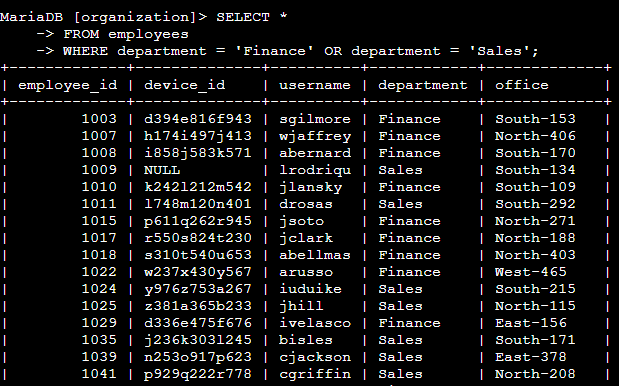 MariaDB [organization]> SELECT *
    -> FROM employees
    -> WHERE department = 'Finance' OR department = 'Sales';
+-------------+--------------+----------+------------+-------------+
| employee_id | device_id    | username | department | office      |
+-------------+--------------+----------+------------+-------------+
|        1003 | d394e816f943 | sgilmore | Finance    | South-153   |
|        1007 | h174i497j413 | wjaffrey | Finance    | North-406   |
|        1008 | i858j583k571 | abernard | Finance    | South-170   |
|        1009 | NULL         | lrodriqu | Sales      | South-134   |
|        1010 | k242l212m542 | jlansky  | Finance    | South-109   |
|        1011 | l748m120n401 | drosas   | Sales      | South-292   |
|        1015 | p611q262r945 | jsoto    | Finance    | North-271   |
|        1017 | r550s824t230 | jclark   | Finance    | North-188   |
|        1018 | s310t540u653 | abellmas | Finance    | North-403   |
|        1022 | w237x430y567 | arusso   | Finance    | West-465    |
|        1024 | y976z753a267 | iuduike  | Sales      | South-215   |
|        1025 | z381a365b233 | jhill    | Sales      | North-115   |
|        1029 | d336e475f676 | ivelasco | Finance    | East-156    |
|        1035 | j236k303l245 | bisles   | Sales      | South-171   |
|        1039 | n253o917p623 | cjackson | Sales      | East-378    |
|        1041 | p929q222r778 | cgriffin | Sales      | North-208   |